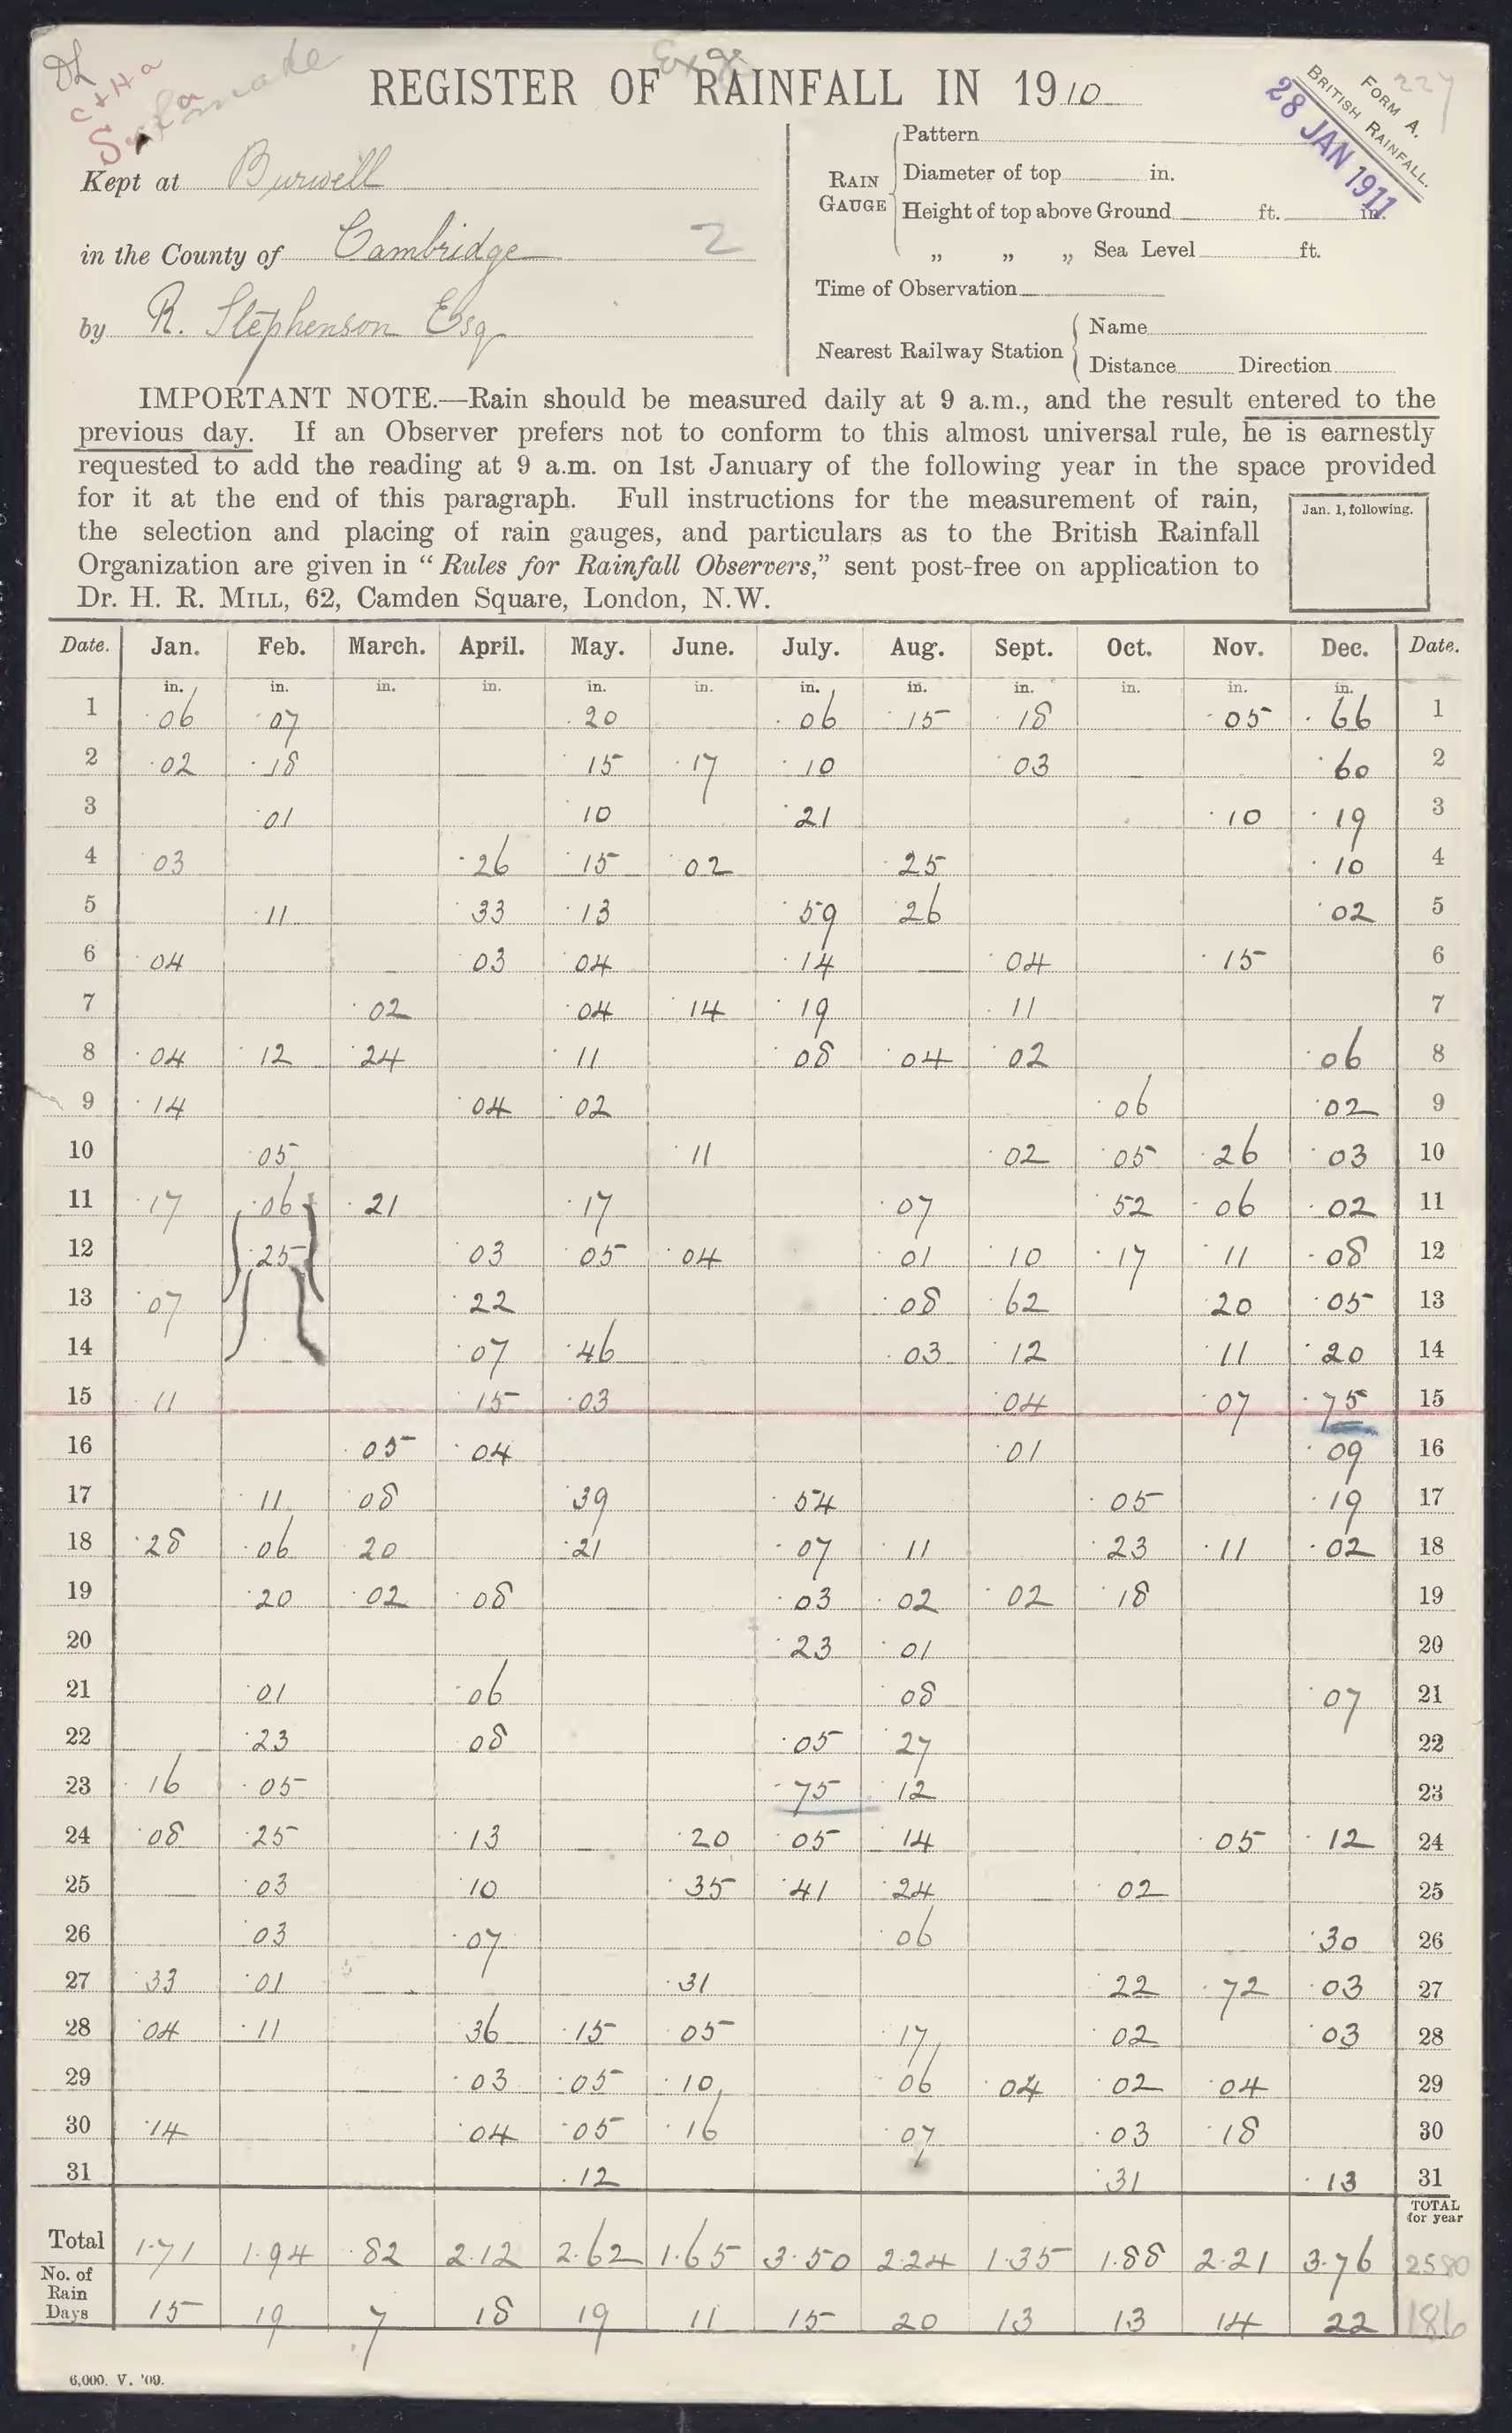 REGISTER OF RAINFALL IN 1910
FORM A.
BRITISH RAINFALL.
28 JAN 1911
227
Kept at Burwell
in the County of Cambridge 2
by R. Stephenson Esq
RAIN GAUGE
Pattern
Diameter of top in.
Height of top above Ground ft. in.
„ „ „ Sea Level ft.
Time of Observation
Nearest Railway Station
Name
Distance Direction
IMPORTANT NOTE.—Rain should be measured daily at 9 a.m., and the result entered to the
previous day. If an Observer prefers not to conform to this almost universal rule, he is earnestly
requested to add the reading at 9 a.m. on 1st January of the following year in the space provided
for it at the end of this paragraph. Full instructions for the measurement of rain,
the selection and placing of rain gauges, and particulars as to the British Rainfall
Organization are given in “Rules for Rainfall Observers,” sent post-free on application to
Dr. H. R. MILL, 62, Camden Square, London, N.W.
Jan. 1, following.
Date. Jan. Feb. March. April. May. June. July. Aug. Sept. Oct. Nov. Dec. Date.
in. in. in. in. in. in. in. in. in. in. in. in.
1 .06 .07 .20 .06 .15 .18 .05 .66 1
2 .02 .18 .15 .17 .10 .03 .60 2
3 .01 .10 .21 .10 .19 3
4 .03 .26 .15 .02 .25 .10 4
5 .11 .33 .13 .59 .26 .02 5
6 .04 .03 .04 .14 .04 .15 6
7 .02 .04 .14 .19 .11 7
8 .04 .12 .24 .11 .08 .04 .02 .06 8
9 .14 .04 .02 .06 .02 9
10 .05 .11 .02 .05 .26 .03 10
11 .17 .06 .21 .17 .07 .52 .06 .02 11
12 .25 .03 .05 .04 .01 .10 .17 .11 .08 12
13 .07 .22 .08 .62 .20 .05 13
14 .07 .46 .03 .12 .11 .20 14
15 .11 .15 .03 .04 .07 .75 15
16 .05 .04 .01 .09 16
17 .11 .08 .39 .54 .05 .19 17
18 .28 .06 .20 .21 .07 .11 .23 .11 .02 18
19 .20 .02 .08 .03 .02 .02 .18 19
20 .23 .01 20
21 .01 .06 .08 .07 21
22 .23 .08 .05 .27 22
23 .16 .05 .75 .12 23
24 .08 .25 .13 .20 .05 .14 .05 .12 24
25 .03 .10 .35 .41 .24 .02 25
26 .03 .07 .06 .30 26
27 .33 .01 .31 .22 .72 .03 27
28 .04 .11 .36 .15 .05 .17 .02 .03 28
29 .03 .05 .10 .06 .04 .02 .04 29
30 .14 .04 .05 .16 .07 .03 .18 30
31 .12 .31 .13 31
TOTAL for year
Total 1.71 1.94 .82 2.12 2.62 1.65 3.50 2.24 1.35 1.88 2.21 3.76 2580
No. of Rain Days 15 19 7 18 19 11 15 20 13 13 14 22 186
6,000. V. '09.